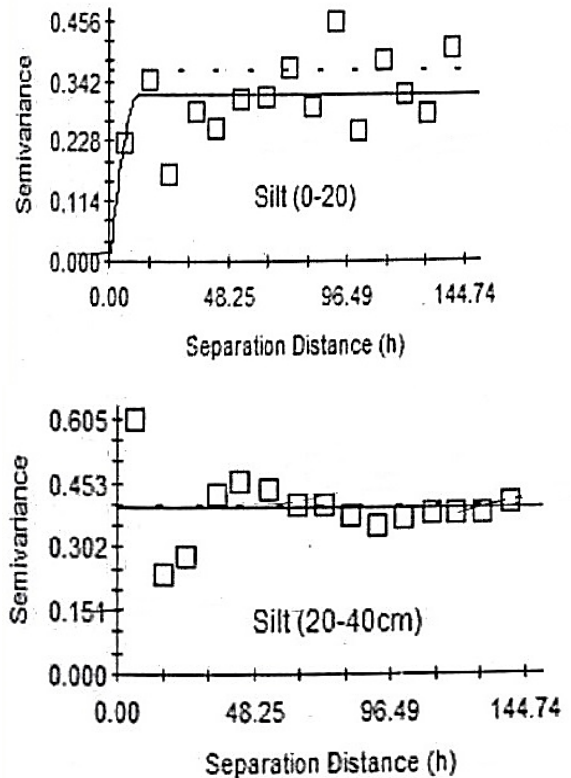 0.456
0.342
0.228
0.114
0.000
Semivariance
Silt (0-20)
0.00 48.25 96.49 144.74
Separation Distance (h)
0.605
0.453
0.302
0.151
0.000
Semivariance
Silt (20-40cm)
0.00 48.25 96.49 144.74
Separation Distance (h)